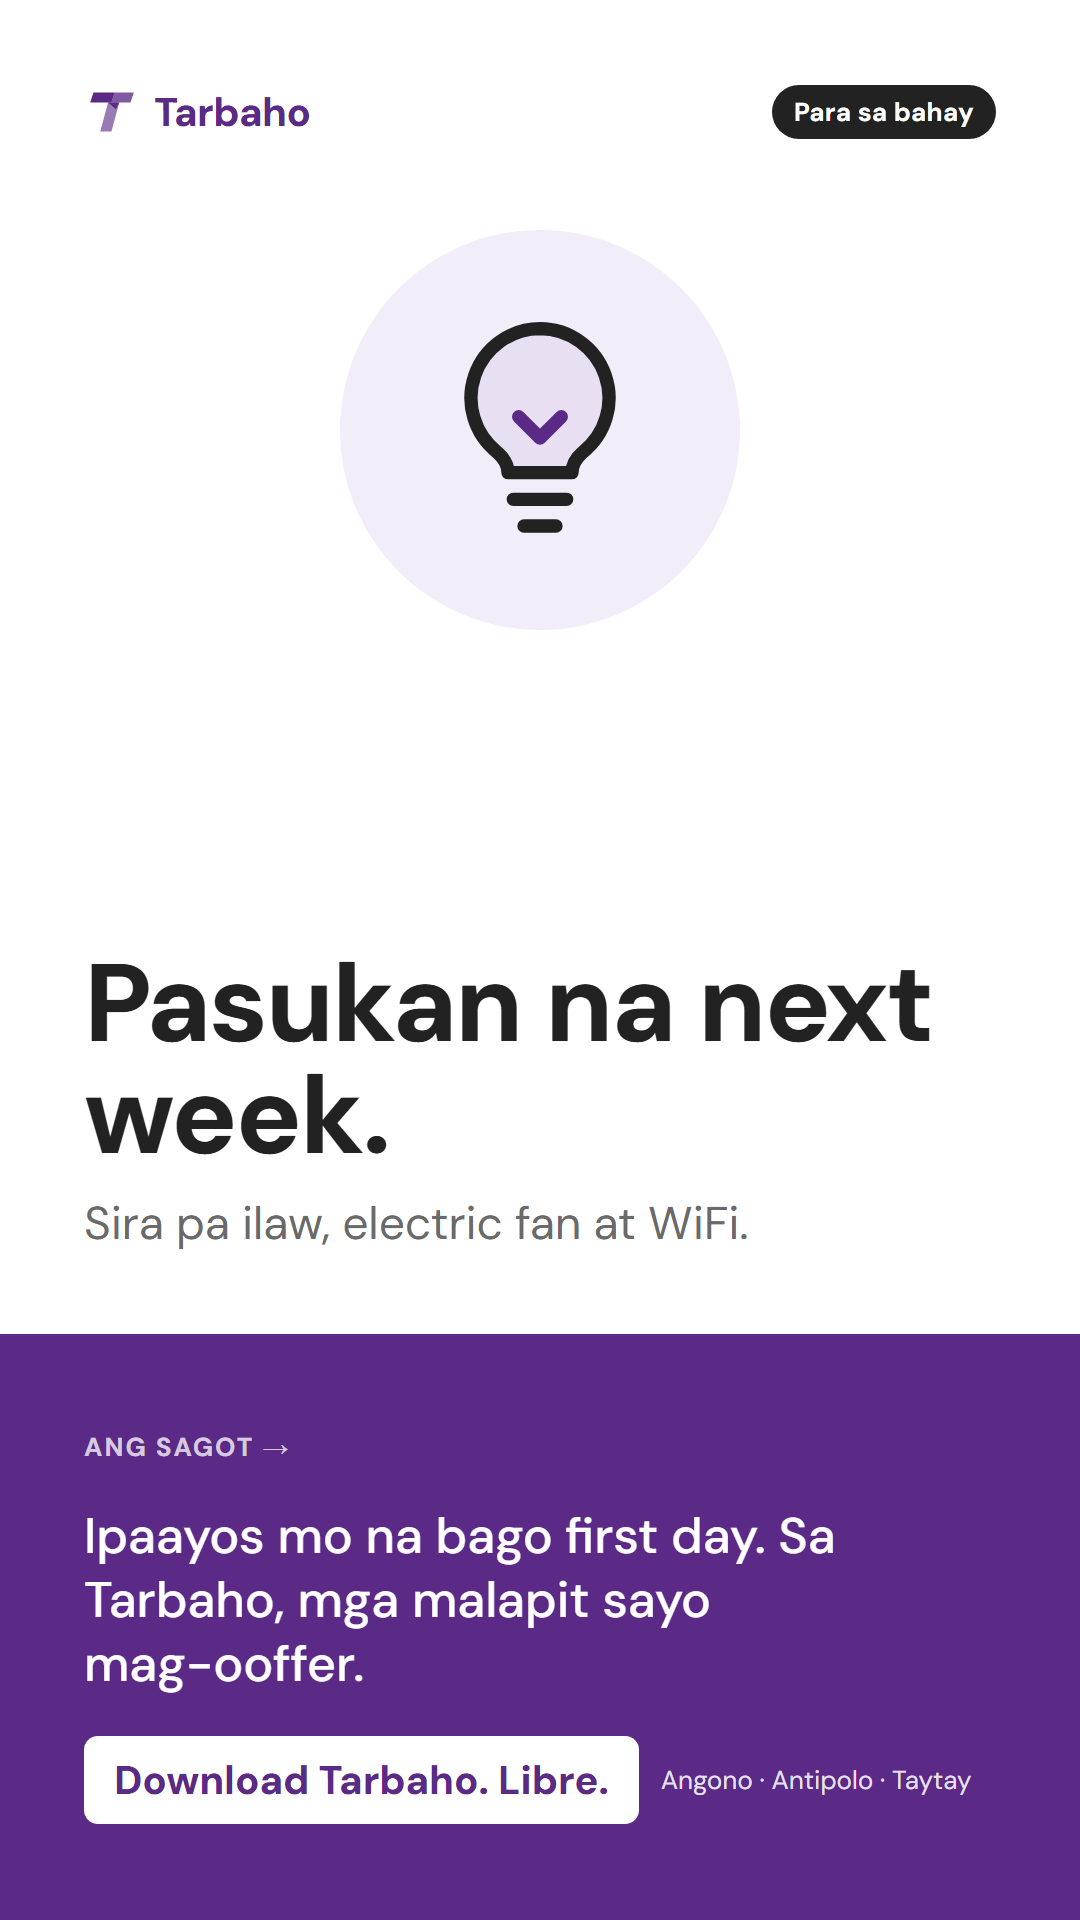 Tarbaho
Para sa bahay
Pasukan na next
week.
Sira pa ilaw, electric fan at WiFi.
ANG SAGOT →
Ipaayos mo na bago first day. Sa
Tarbaho, mga malapit sayo
mag-ooffer.
Download Tarbaho. Libre.
Angono · Antipolo · Taytay